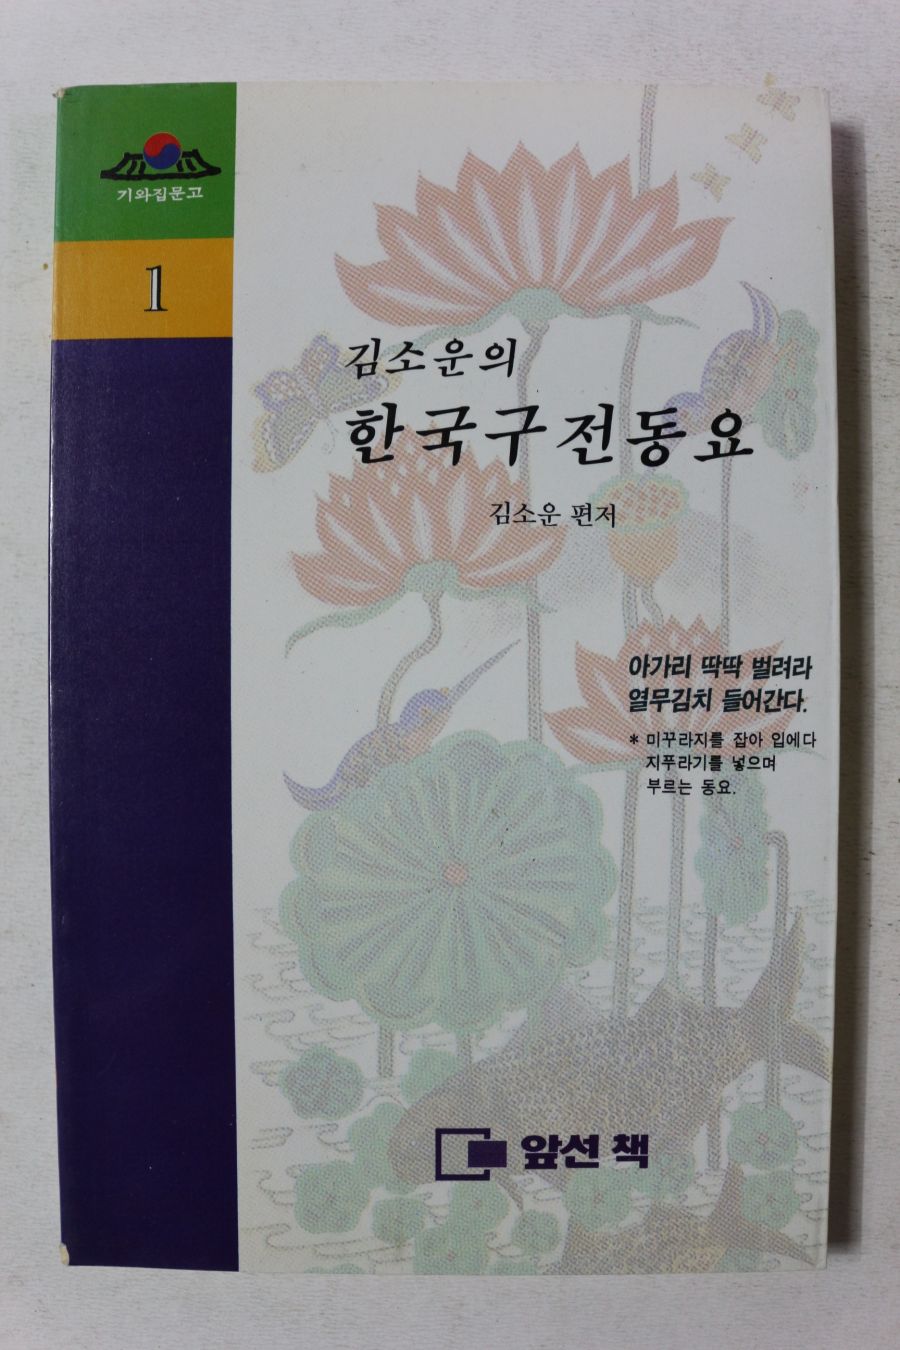 기와집문고
1
김소운의
한국구전동요
김소운 편저
아가리 딱딱 벌려라
열무김치 들어간다.
* 미꾸라지를 잡아 입에다
지푸라기를 넣으며
부르는 동요.
앞선 책